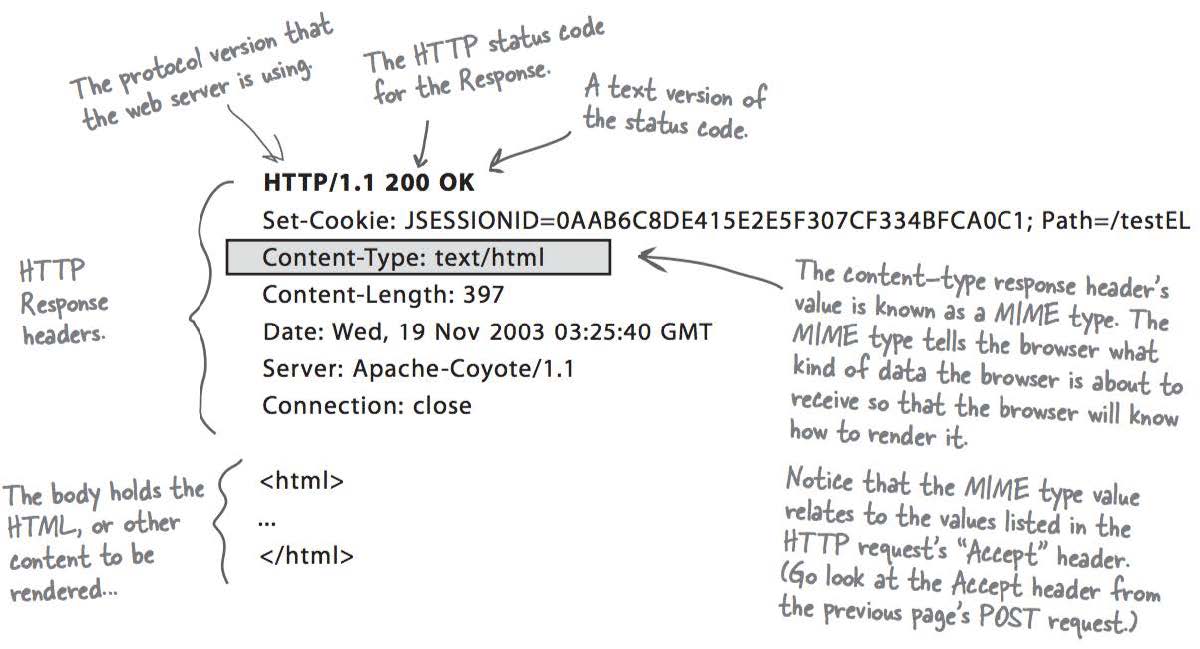 The protocol version that
the web server is using.
The HTTP status code
for the Response.
A text version of
the status code.
HTTP/1.1 200 OK
Set-Cookie: JSESSIONID=0AAB6C8DE415E2E5F307CF334BFCA0C1; Path=/testEL
Content-Type: text/html
Content-Length: 397
Date: Wed, 19 Nov 2003 03:25:40 GMT
Server: Apache-Coyote/1.1
Connection: close
HTTP
Response
headers.
The content-type response header's
value is known as a MIME type. The
MIME type tells the browser what
kind of data the browser is about to
receive so that the browser will know
how to render it.
Notice that the MIME type value
relates to the values listed in the
HTTP request's "Accept" header.
(Go look at the Accept header from
the previous page's POST request.)
The body holds the
HTML, or other
content to be
rendered...
<html>
...
</html>